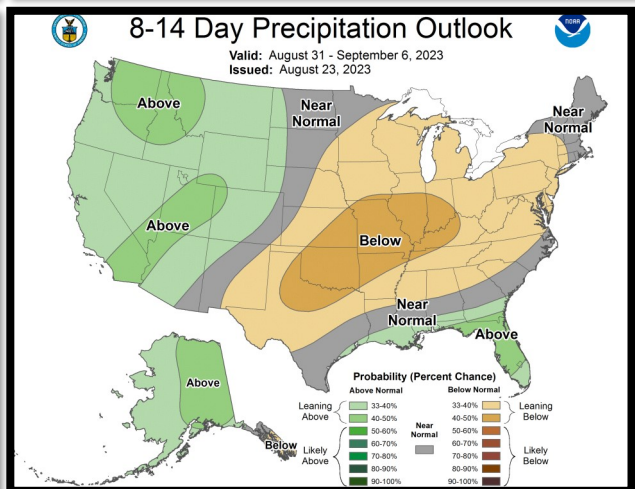 8-14 Day Precipitation Outlook
NOAA
Valid: August 31 - September 6, 2023
Issued: August 23, 2023
Above
Near
Normal
Near
Normal
Above
Below
Near
Normal
Above
Above
Below
Probability (Percent Chance)
Above Normal
Below Normal
Leaning
Above
33-40%
40-50%
Likely
Above
50-60%
60-70%
70-80%
80-90%
90-100%
Near
Normal
33-40%
40-50%
Leaning
Below
50-60%
60-70%
70-80%
80-90%
90-100%
Likely
Below